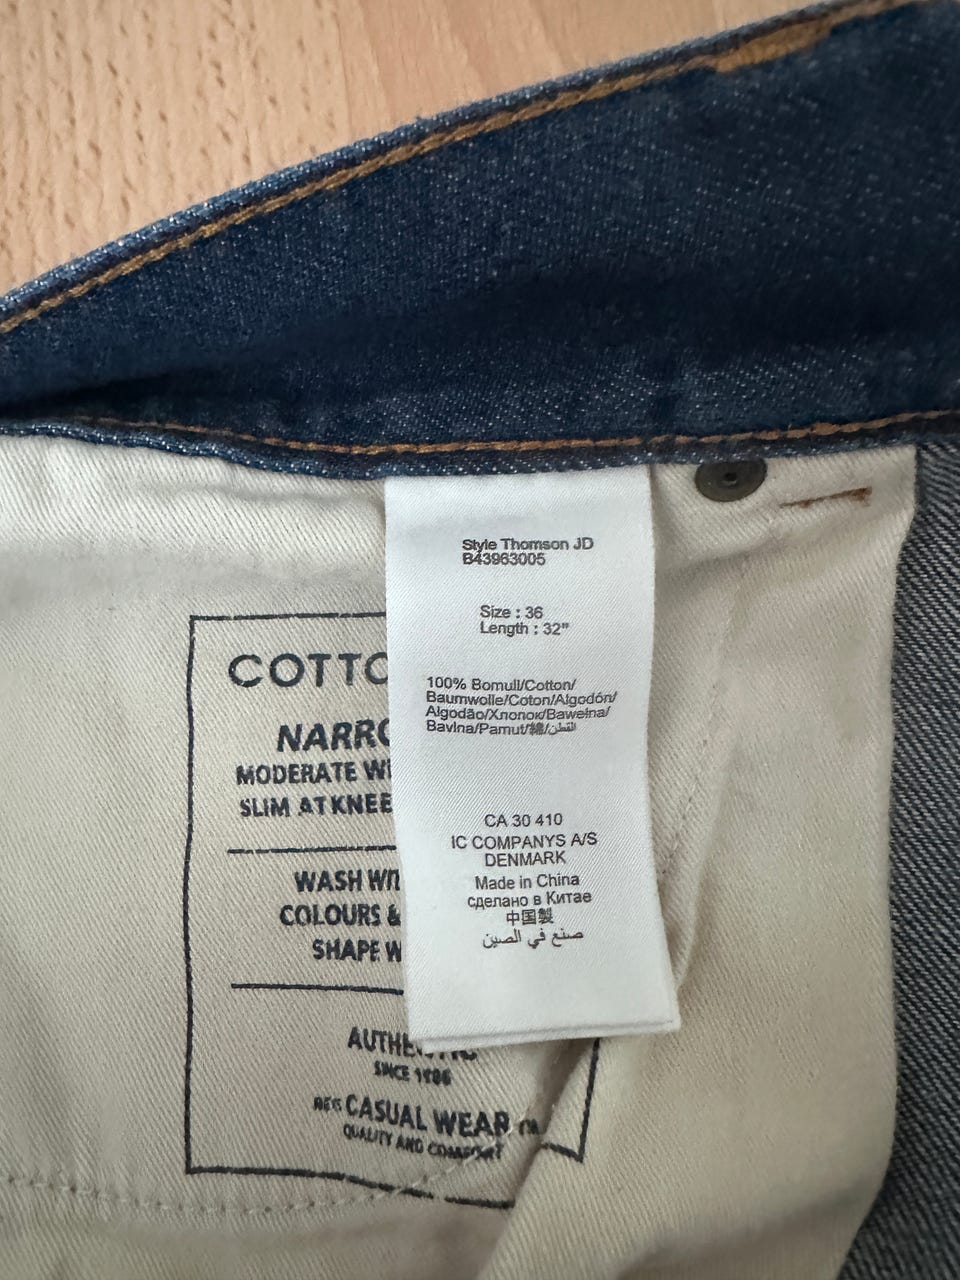 Style Thomson JD
B43963005
Size : 36
Length : 32"
100% Bomull/Cotton/
Baumwolle/Coton/Algodón/
Algodão/Хлопок/Bawełna/
Bavlna/Pamut/綿/القطن
CA 30 410
IC COMPANYS A/S
DENMARK
Made in China
сделано в Китае
中国製
صنع في الصين
COTTO
NARRO
MODERATE WI
SLIM AT KNEE
WASH WIT
COLOURS &
SHAPE W
AUTHENTIC
SINCE 1986
CASUAL WEAR
QUALITY AND COMFORT